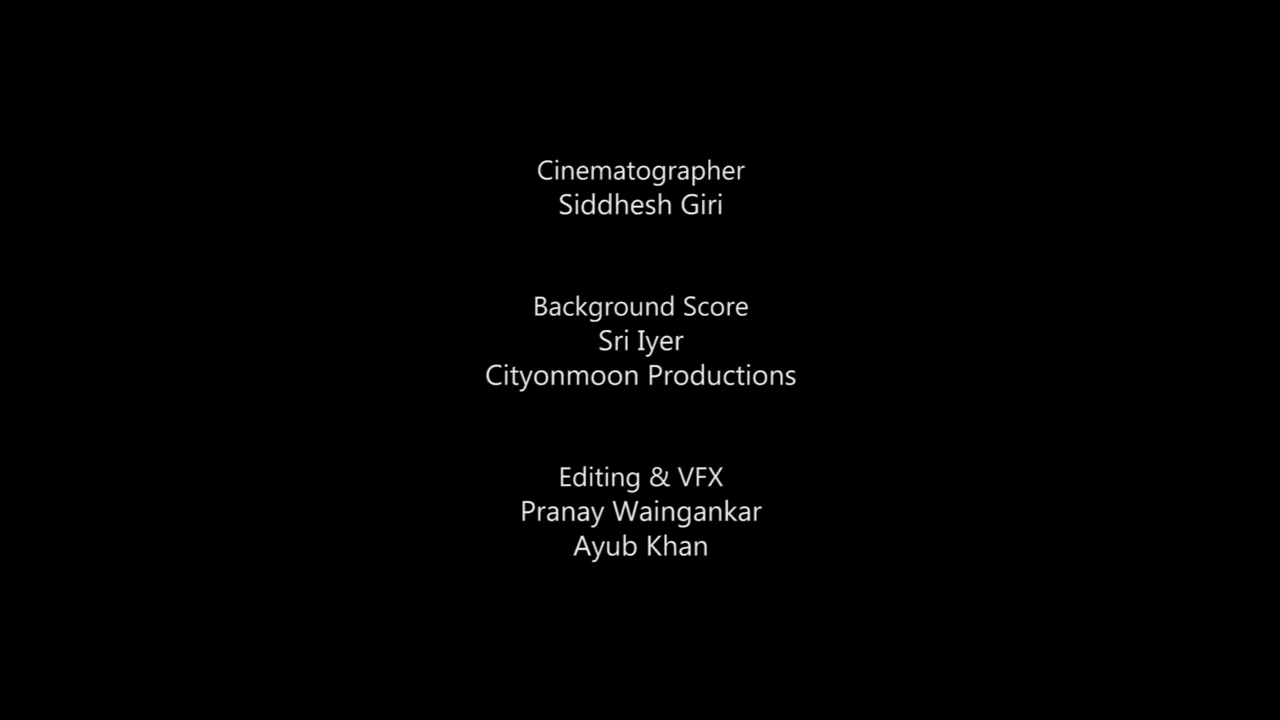 Cinematographer
Siddhesh Giri
Background Score
Sri Iyer
Cityonmoon Productions
Editing & VFX
Pranay Waingankar
Ayub Khan